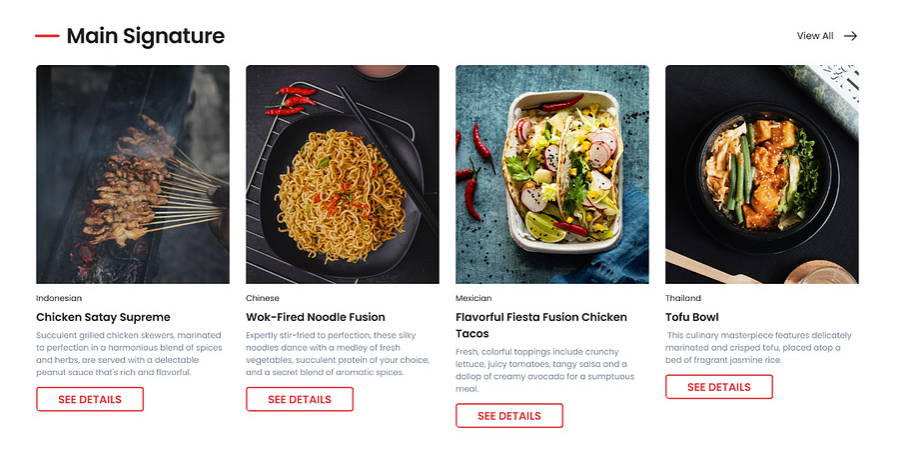 Main Signature
View All
Indonesian
Chicken Satay Supreme
Succulent grilled chicken skewers, marinated
to perfection in a harmonious blend of spices
and herbs, are served with a delectable
peanut sauce that's rich and flavorful.
SEE DETAILS
Chinese
Wok-Fired Noodle Fusion
Expertly stir-fried to perfection, these silky
noodles dance with a medley of fresh
vegetables, succulent protein of your choice,
and a secret blend of aromatic spices.
SEE DETAILS
Mexician
Flavorful Fiesta Fusion Chicken
Tacos
Fresh, colorful toppings include crunchy
lettuce, juicy tomatoes, tangy salsa and a
dollop of creamy avocado for a sumptuous
meal.
SEE DETAILS
Thailand
Tofu Bowl
This culinary masterpiece features delicately
marinated and crisped tofu, placed atop a
bed of fragrant jasmine rice.
SEE DETAILS